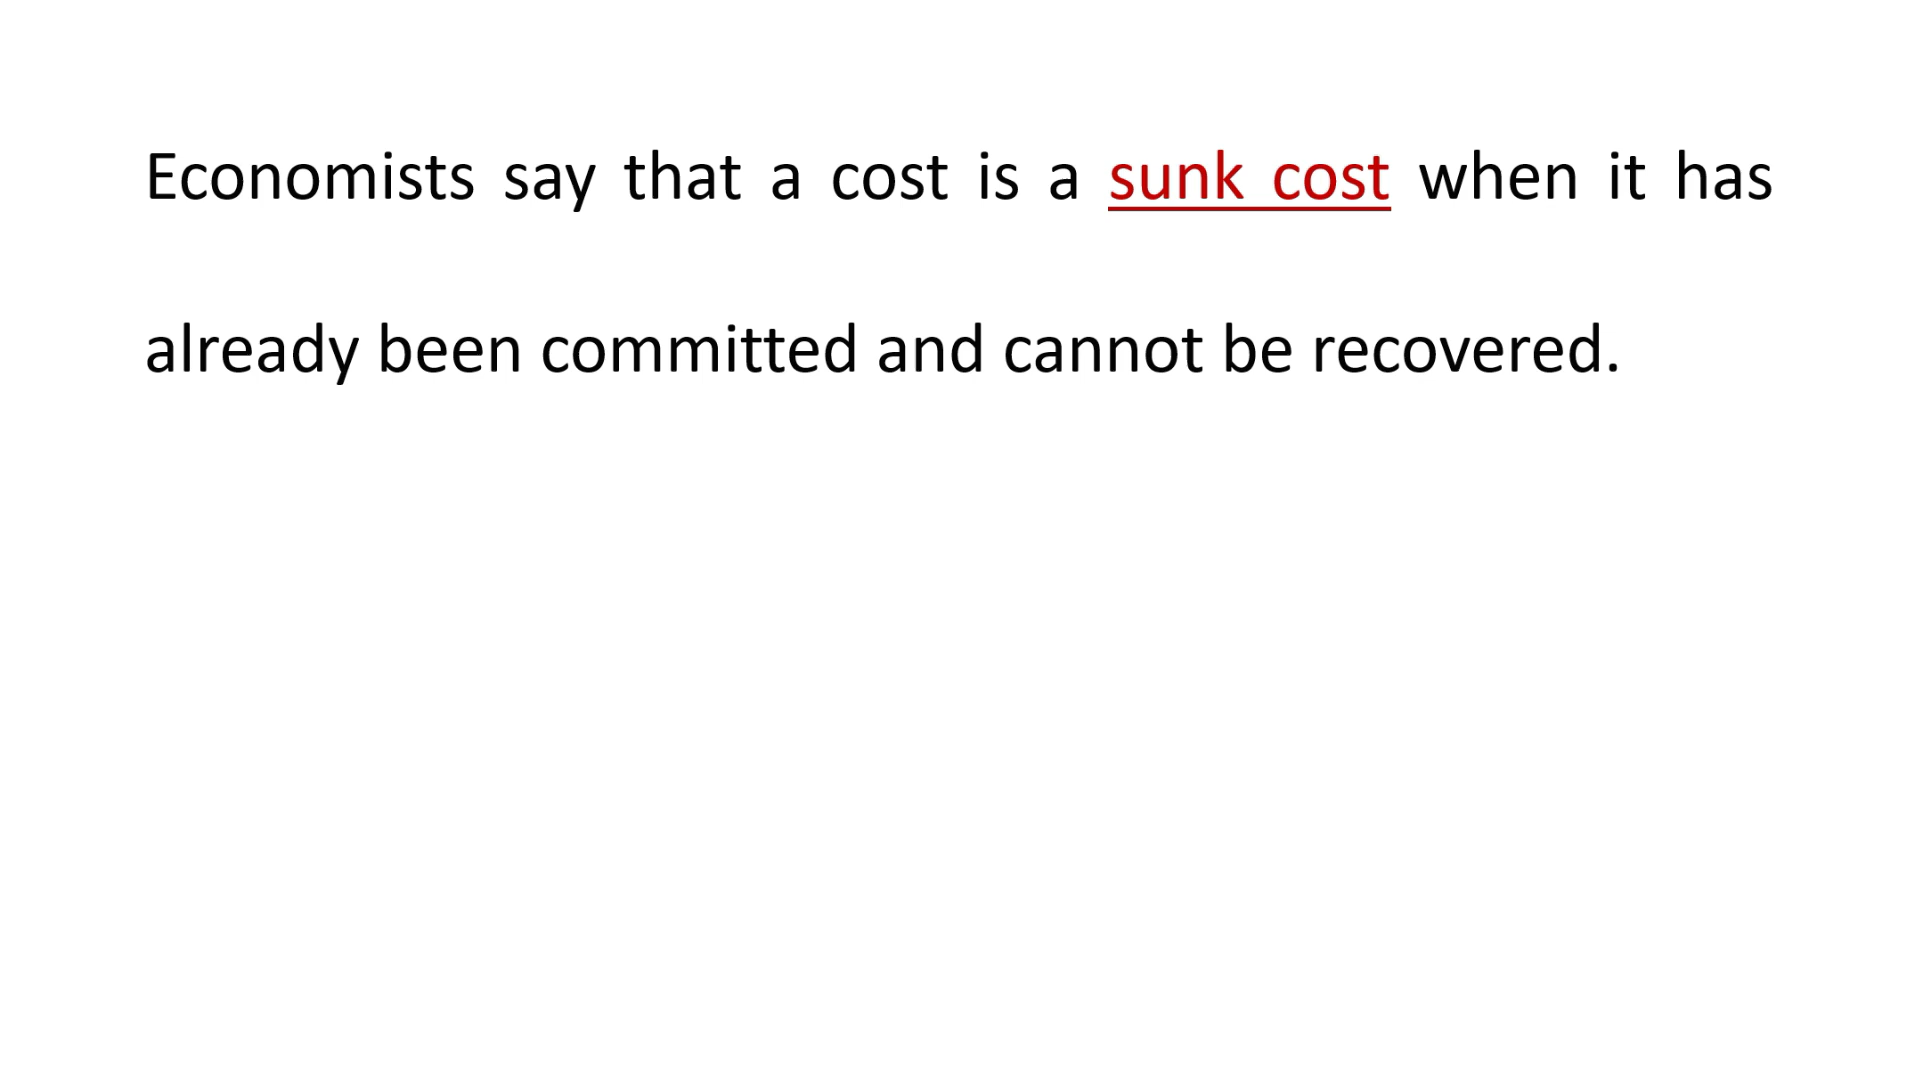 Economists say that a cost is a sunk cost when it has
already been committed and cannot be recovered.